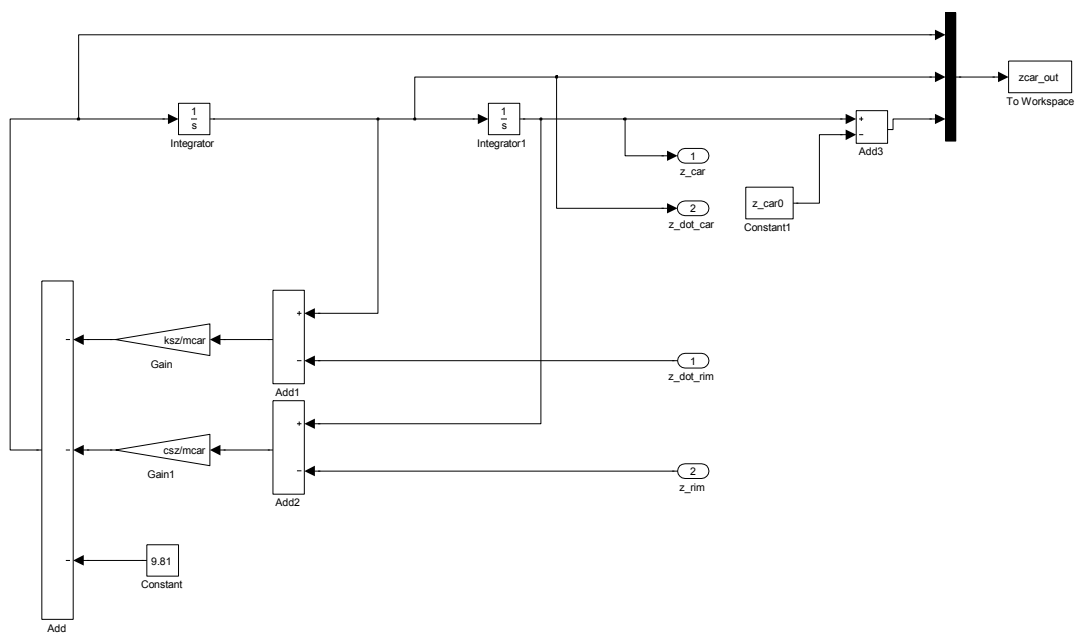 zcar_out
To Workspace
1
s
Integrator
1
s
Integrator1
+
−
Add3
1
z_car
z_car0
Constant1
2
z_dot_car
+
−
Add1
−
ksz/mcar
Gain
1
z_dot_rim
+
−
Add2
−
csz/mcar
Gain1
2
z_rim
−
9.81
Constant
Add